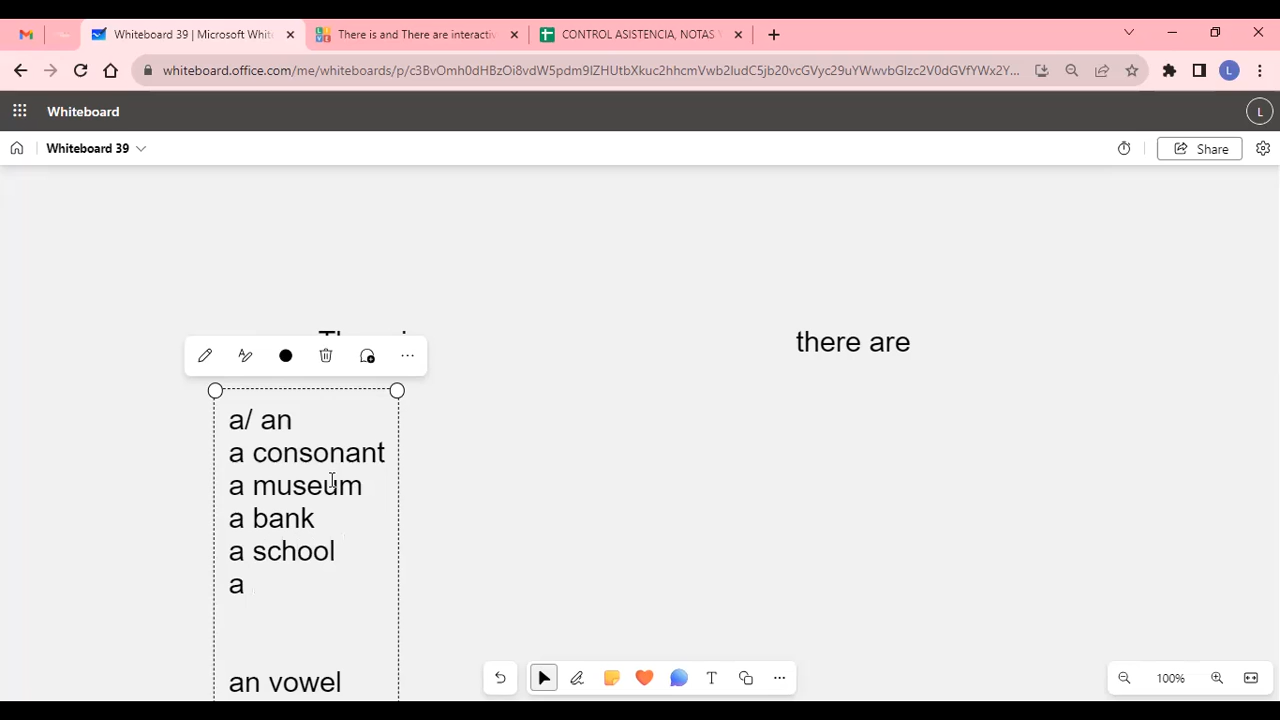 Whiteboard 39 | Microsoft Whit
There is and There are interactiv
CONTROL ASISTENCIA, NOTAS
whiteboard.office.com/me/whiteboards/p/
L
Whiteboard
L
Whiteboard 39
Share
there are
a/ an
a consonant
a museum
a bank
a school
a
an vowel
T
100%